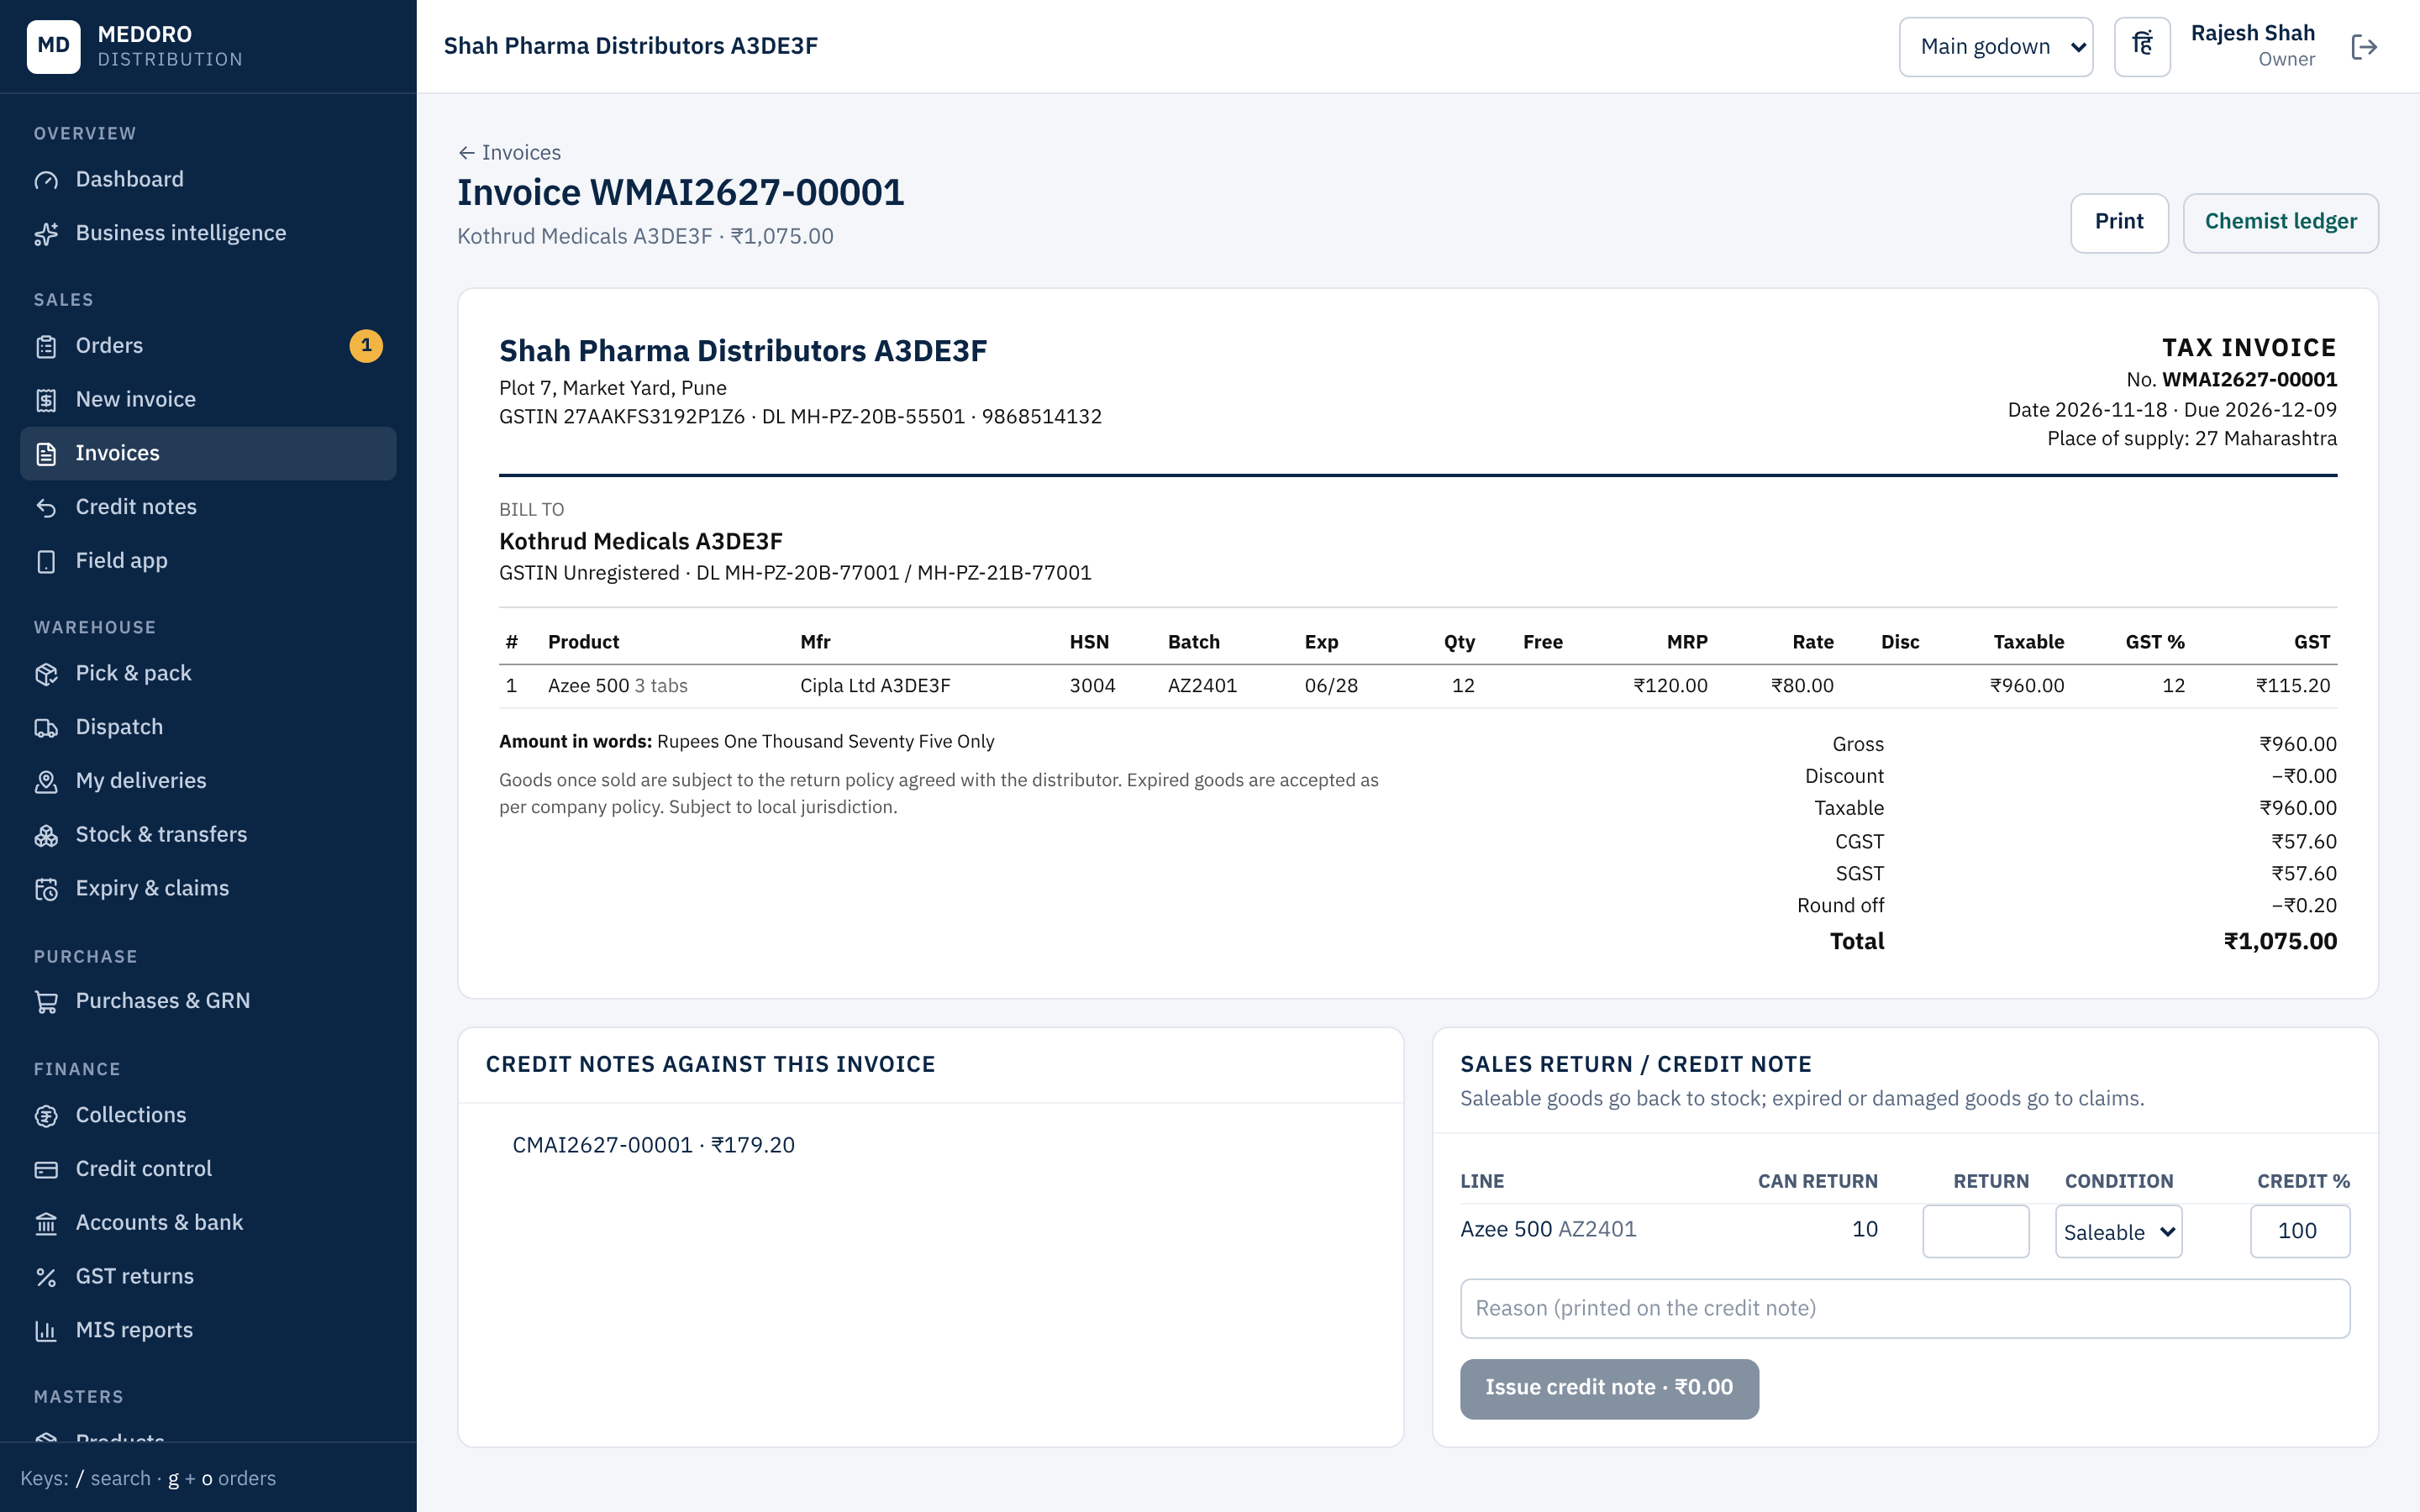 MD
MEDORO
DISTRIBUTION
OVERVIEW
Dashboard
Business intelligence
SALES
Orders 1
New invoice
Invoices
Credit notes
Field app
WAREHOUSE
Pick & pack
Dispatch
My deliveries
Stock & transfers
Expiry & claims
PURCHASE
Purchases & GRN
FINANCE
Collections
Credit control
Accounts & bank
GST returns
MIS reports
MASTERS
Products
Keys: / search · g + o orders
Shah Pharma Distributors A3DE3F
Main godown
हिं
Rajesh Shah
Owner
← Invoices
Invoice WMAI2627-00001
Kothrud Medicals A3DE3F · ₹1,075.00
Print
Chemist ledger
Shah Pharma Distributors A3DE3F
Plot 7, Market Yard, Pune
GSTIN 27AAKFS3192P1Z6 · DL MH-PZ-20B-55501 · 9868514132
TAX INVOICE
No. WMAI2627-00001
Date 2026-11-18 · Due 2026-12-09
Place of supply: 27 Maharashtra
BILL TO
Kothrud Medicals A3DE3F
GSTIN Unregistered · DL MH-PZ-20B-77001 / MH-PZ-21B-77001
# Product Mfr HSN Batch Exp Qty Free MRP Rate Disc Taxable GST % GST
1 Azee 500 3 tabs Cipla Ltd A3DE3F 3004 AZ2401 06/28 12 ₹120.00 ₹80.00 ₹960.00 12 ₹115.20
Amount in words: Rupees One Thousand Seventy Five Only
Goods once sold are subject to the return policy agreed with the distributor. Expired goods are accepted as
per company policy. Subject to local jurisdiction.
Gross ₹960.00
Discount −₹0.00
Taxable ₹960.00
CGST ₹57.60
SGST ₹57.60
Round off −₹0.20
Total ₹1,075.00
CREDIT NOTES AGAINST THIS INVOICE
CMAI2627-00001 · ₹179.20
SALES RETURN / CREDIT NOTE
Saleable goods go back to stock; expired or damaged goods go to claims.
LINE CAN RETURN RETURN CONDITION CREDIT %
Azee 500 AZ2401 10 Saleable 100
Reason (printed on the credit note)
Issue credit note · ₹0.00